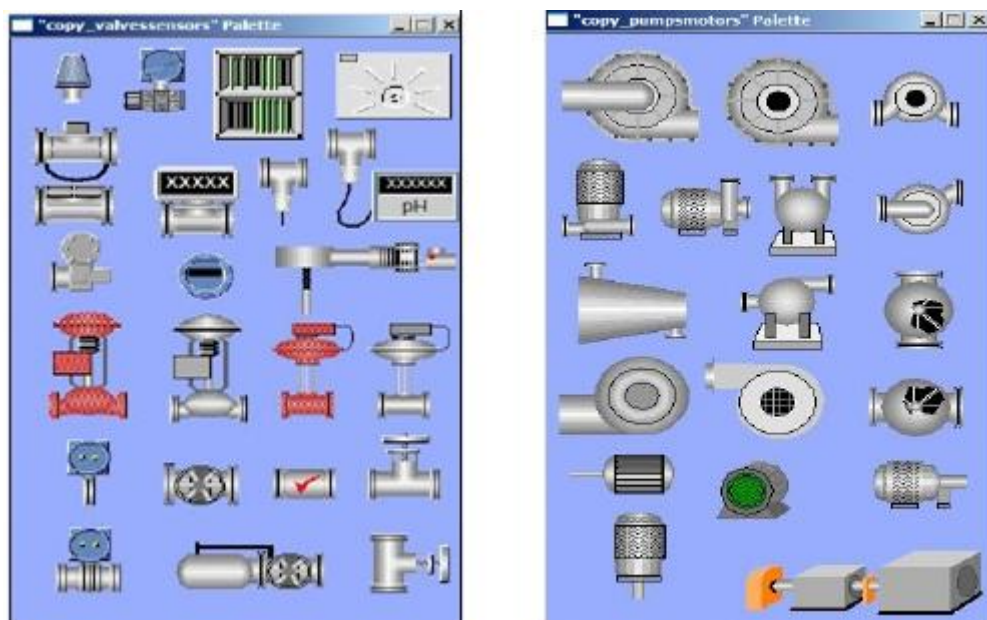 "copy_valvessensors" Palette
"copy_pumpsmotors" Palette
XXXXX
XXXXXX
pH